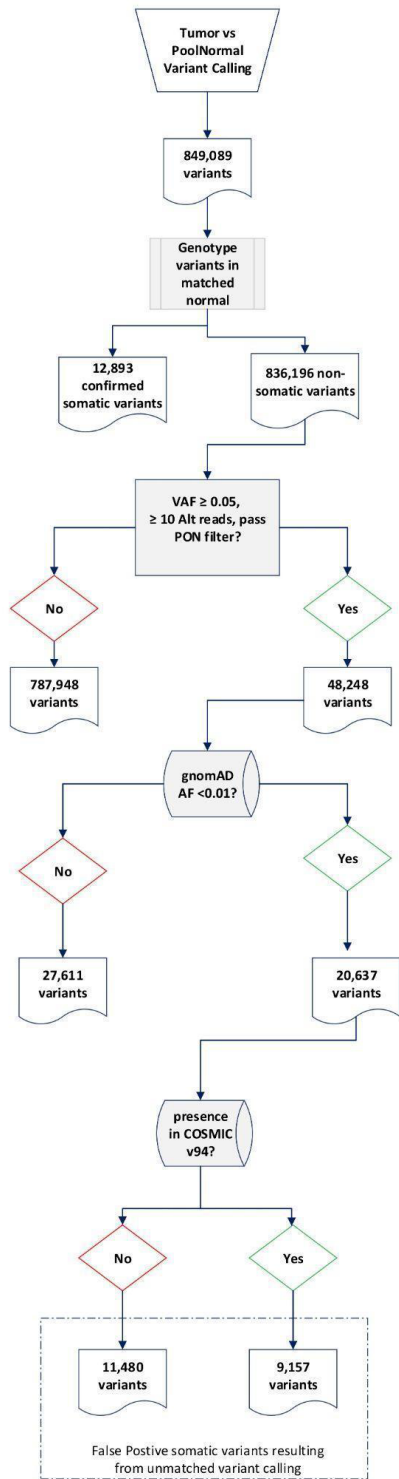 Tumor vs
PoolNormal
Variant Calling
849,089
variants
Genotype
variants in
matched
normal
12,893
confirmed
somatic variants
836,196 non-
somatic variants
VAF ≥ 0.05,
≥ 10 Alt reads, pass
PON filter?
No
Yes
787,948
variants
48,248
variants
gnomAD
AF <0.01?
No
Yes
27,611
variants
20,637
variants
presence
in COSMIC
v94?
No
Yes
11,480
variants
9,157
variants
False Postive somatic variants resulting
from unmatched variant calling